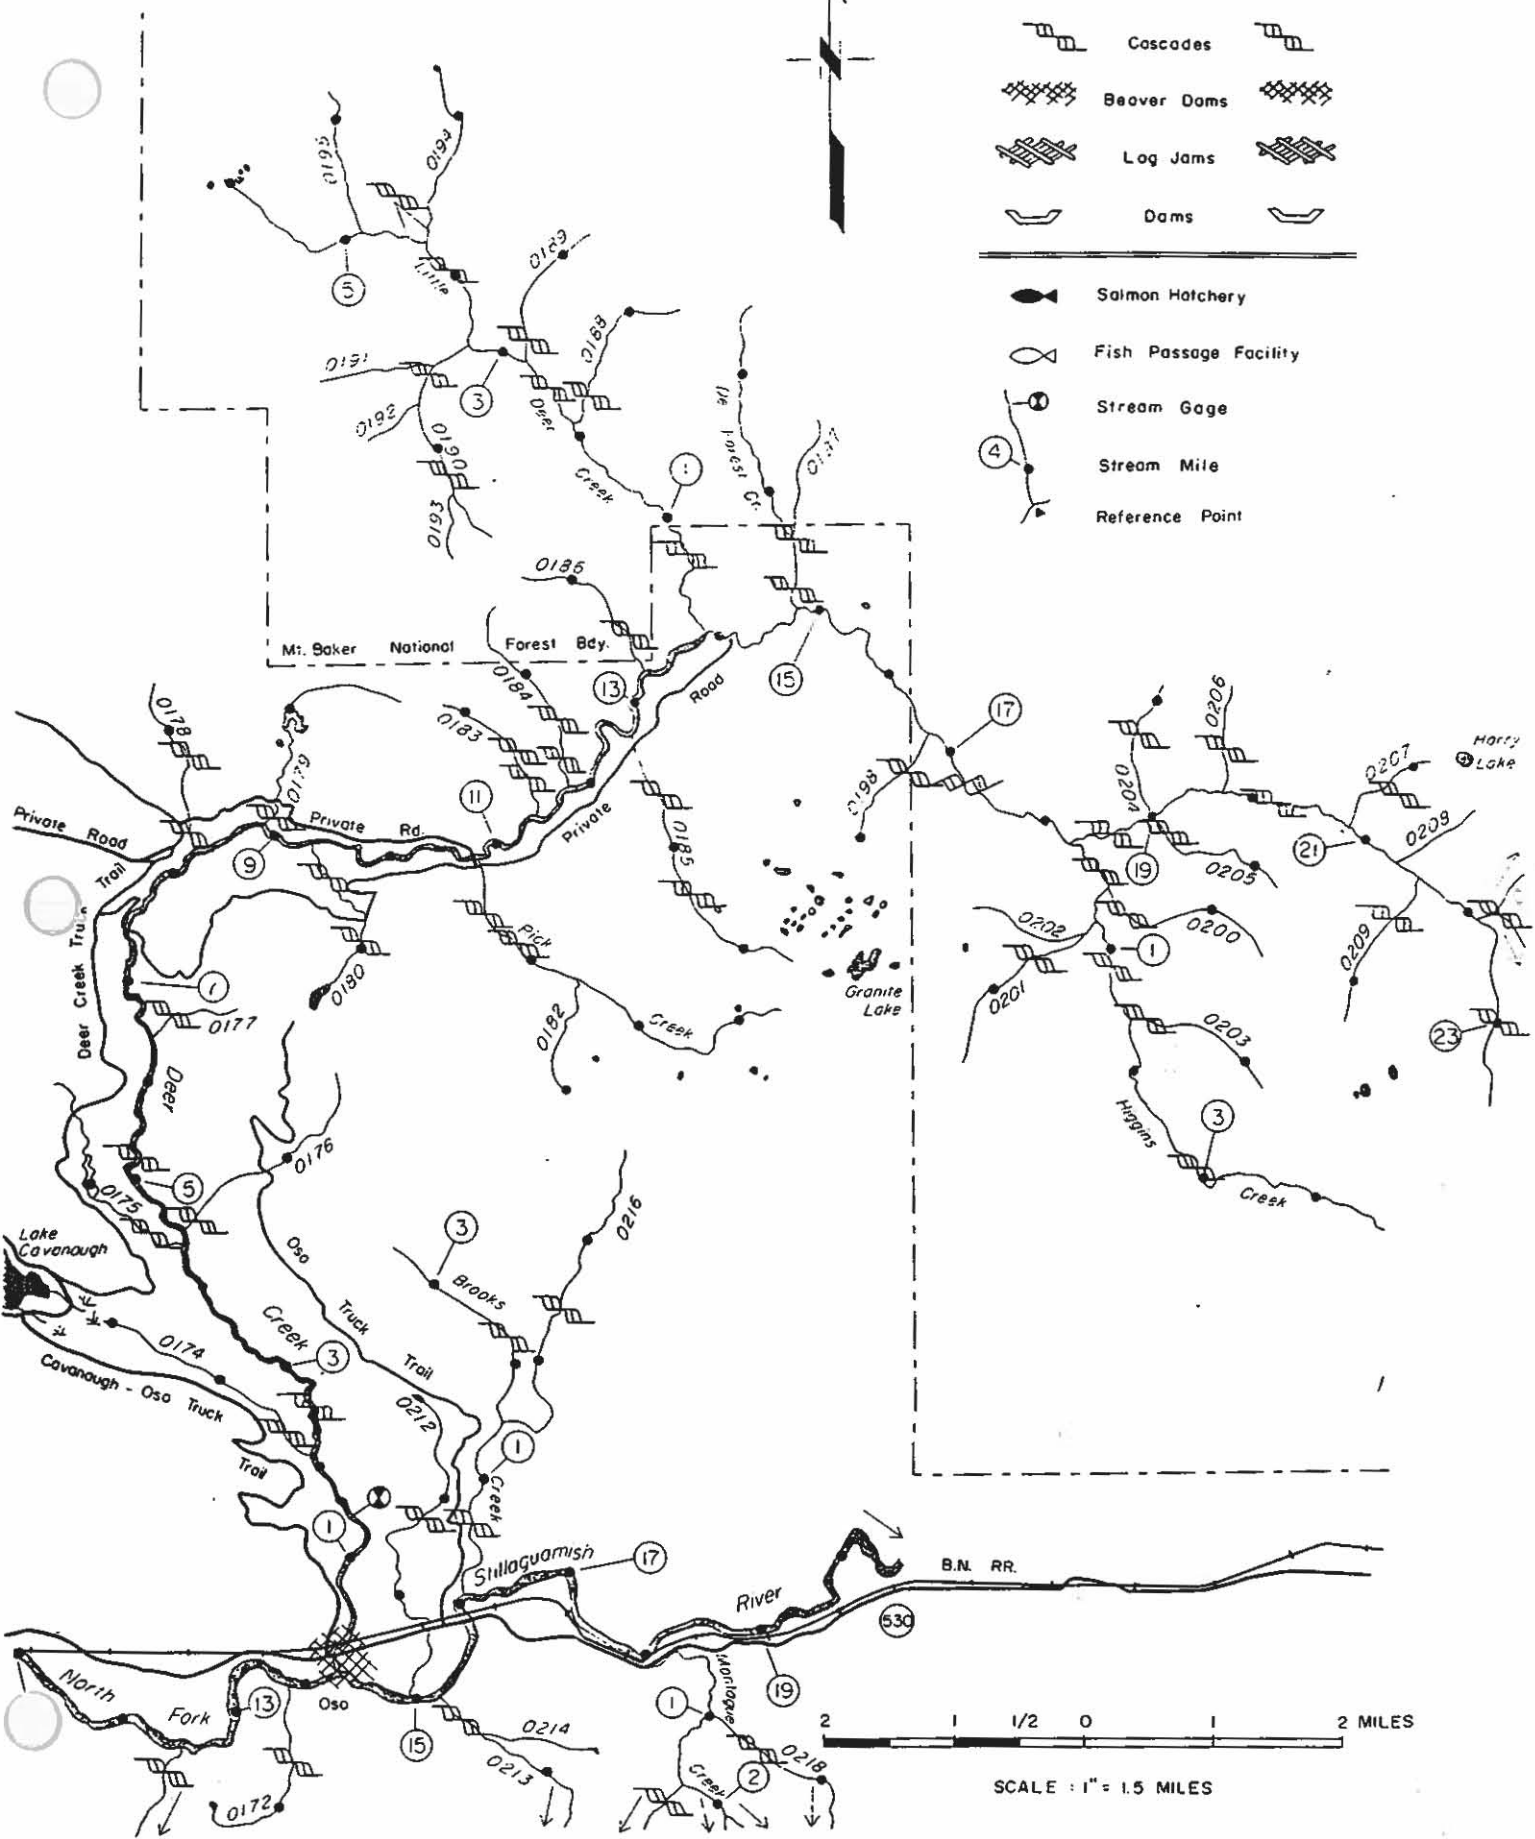 Cascades
Beaver Dams
Log Jams
Dams
Salmon Hatchery
Fish Passage Facility
Stream Gage
4
Stream Mile
Reference Point
0195
0194
5
Little
0189
0188
0191
3
Deer
0192
0190
0193
Creek
1
De Forest Cr.
0186
Mt. Baker National Forest Bdy.
0184
13
Road
15
17
0178
0183
0179
11
Private
Private Road
Private Rd.
9
Trail
0185
0198
0204
0206
0207
Harry
Lake
0208
21
19
0205
0202
0200
1
0209
0201
0203
23
Granite
Lake
Pick
Creek
0182
0180
Deer Creek Truck
0177
Deer
0176
5
0175
Lake
Cavanaugh
Oso
Truck
Trail
3
Brooks
0216
Higgins
3
Creek
Creek
3
0174
Cavanaugh - Oso Truck
Trail
0212
1
Creek
1
Stillaguamish
17
River
B.N. RR.
530
19
North
Fork
13
Oso
15
0172
0214
0213
Montague
1
Creek
2
0218
2 1 1/2 0 1 2 MILES
SCALE : 1" = 1.5 MILES